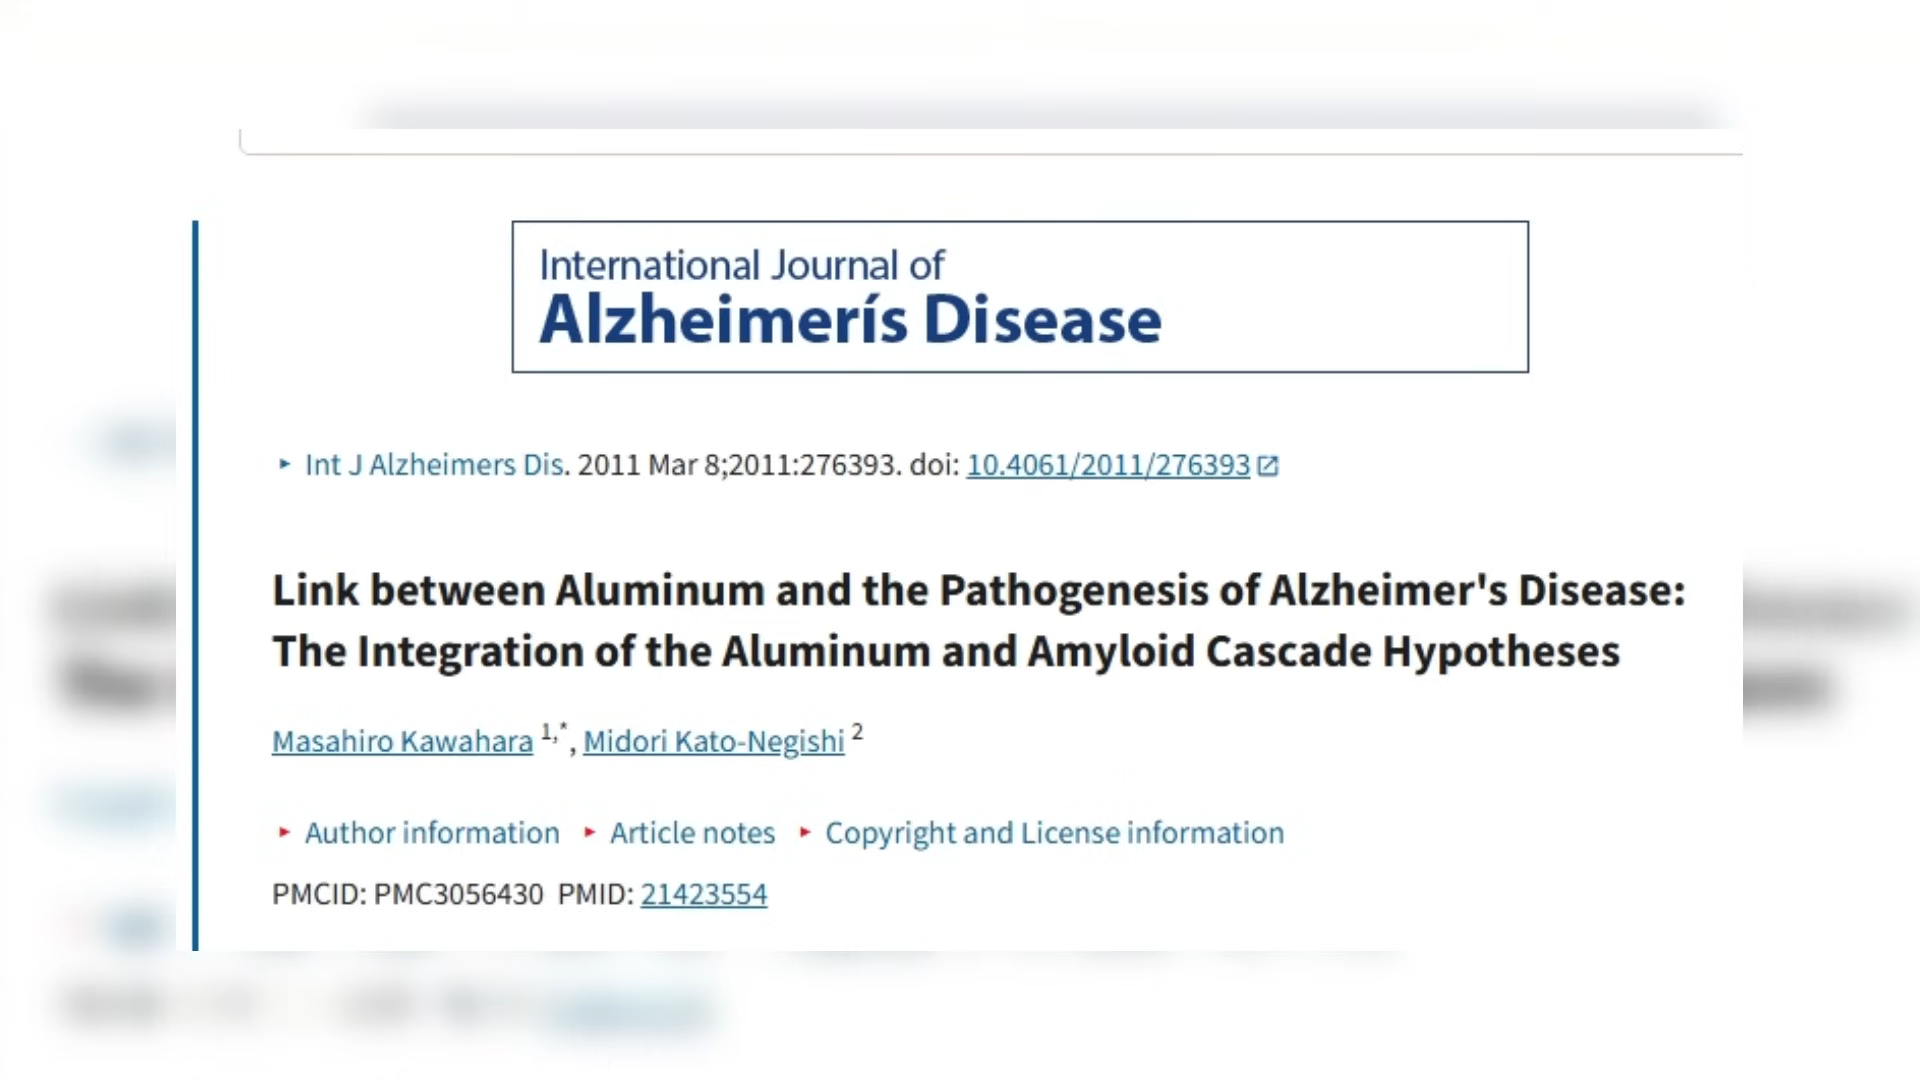 International Journal of
Alzheimerís Disease
‣ Int J Alzheimers Dis. 2011 Mar 8;2011:276393. doi: 10.4061/2011/276393
Link between Aluminum and the Pathogenesis of Alzheimer's Disease:
The Integration of the Aluminum and Amyloid Cascade Hypotheses
Masahiro Kawahara 1,*, Midori Kato-Negishi 2
‣ Author information ‣ Article notes ‣ Copyright and License information
PMCID: PMC3056430 PMID: 21423554